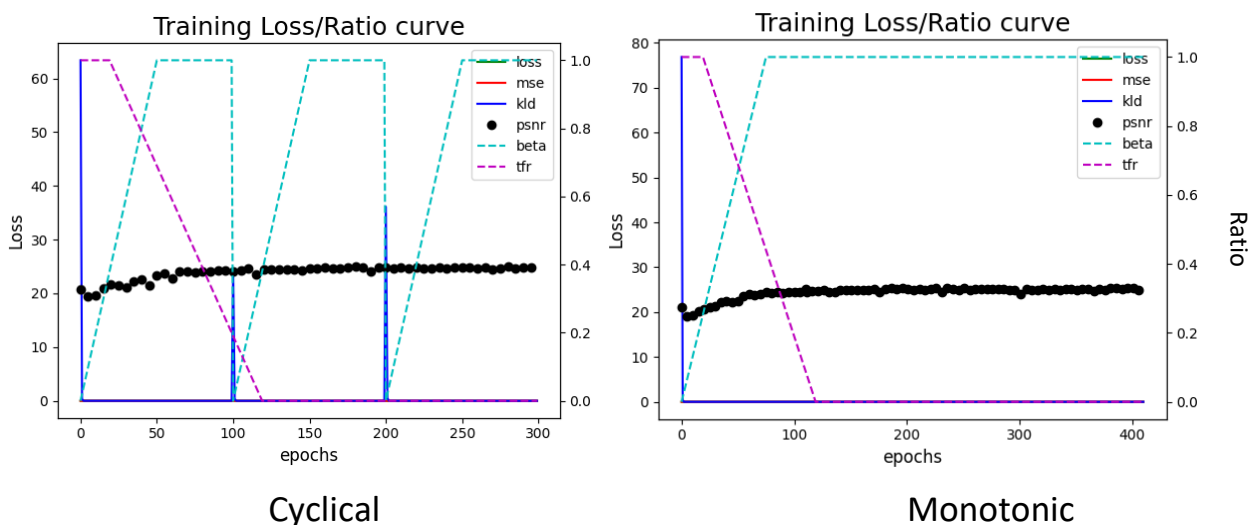 Training Loss/Ratio curve
60
50
40
30
20
10
0
Loss
0
50
100
150
200
250
300
epochs
1.0
0.8
0.6
0.4
0.2
0.0
loss
mse
kld
psnr
beta
tfr
Cyclical
Training Loss/Ratio curve
80
70
60
50
40
30
20
10
0
Loss
0
100
200
300
400
epochs
1.0
0.8
0.6
0.4
0.2
0.0
Ratio
loss
mse
kld
psnr
beta
tfr
Monotonic